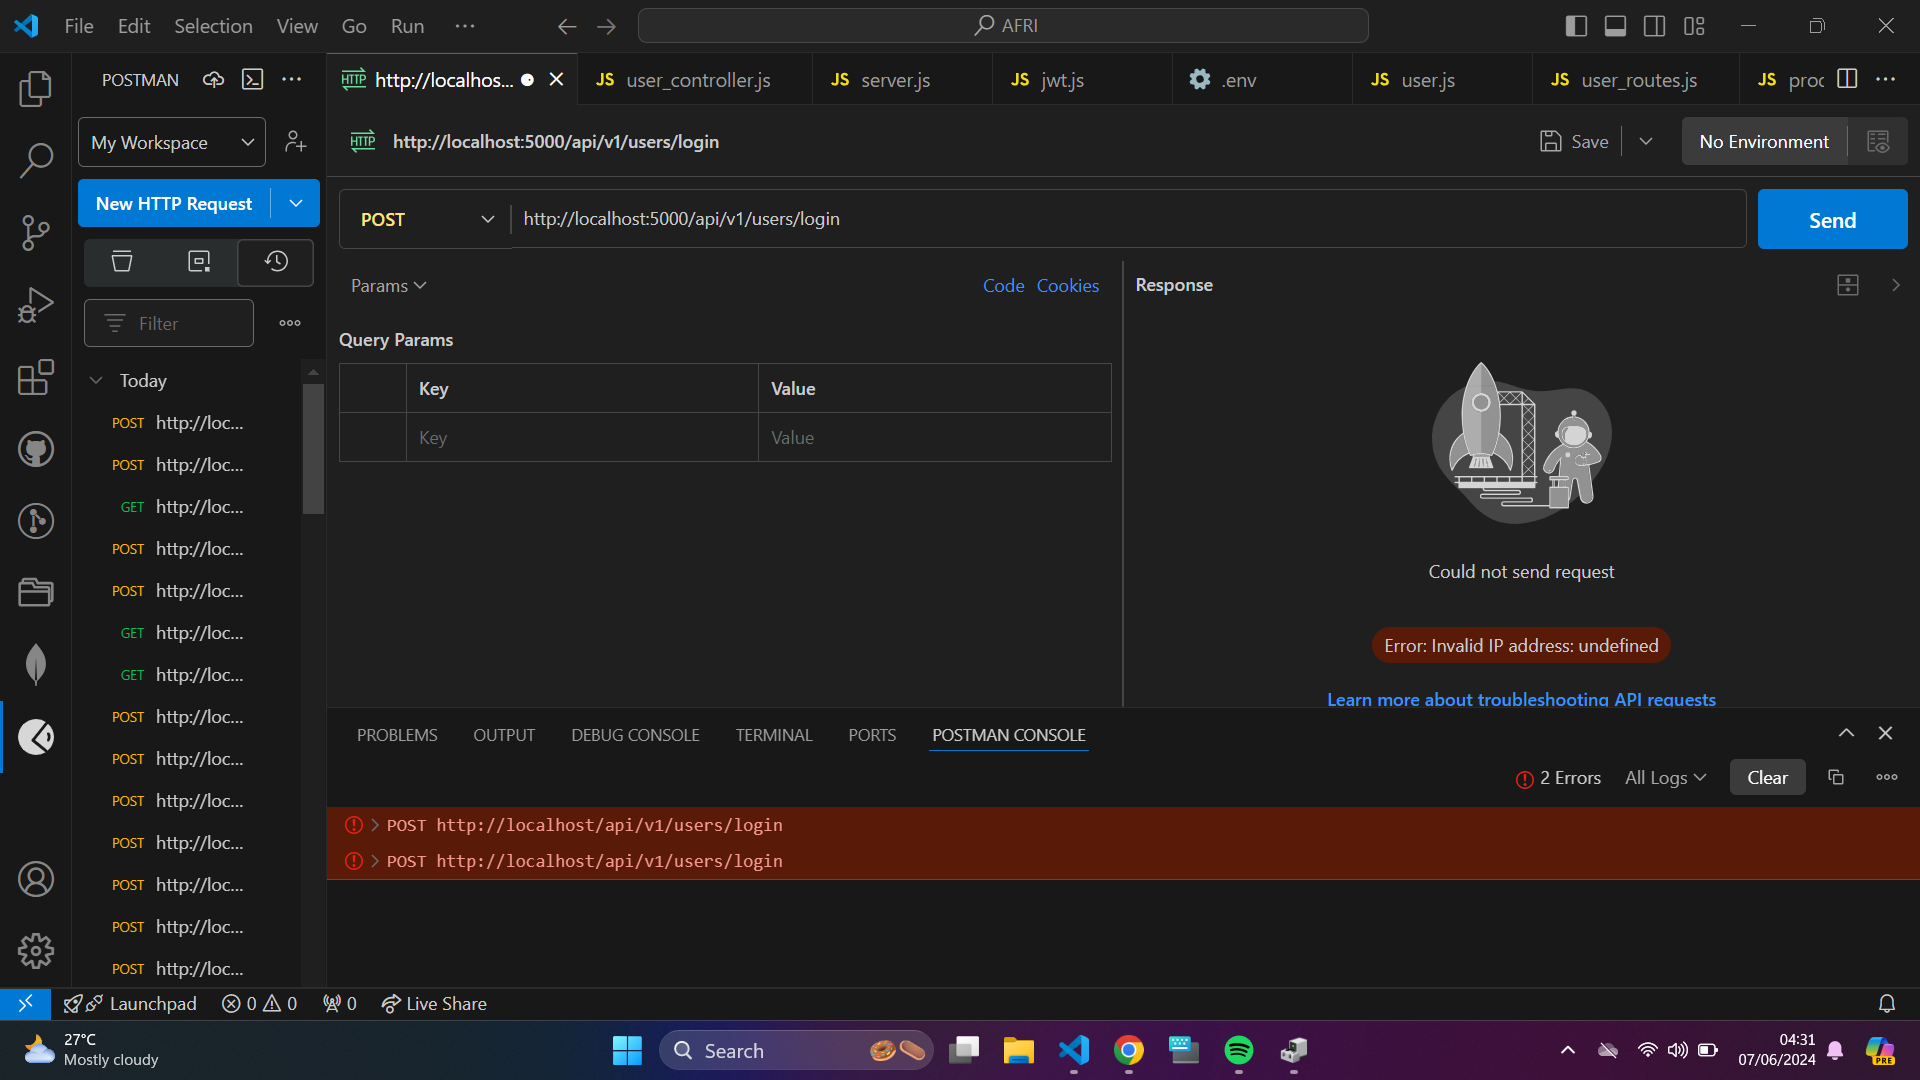 File Edit Selection View Go Run ...
AFRI
POSTMAN
http://localhos...
JS user_controller.js
JS server.js
JS jwt.js
.env
JS user.js
JS user_routes.js
JS prod
My Workspace
HTTP http://localhost:5000/api/v1/users/login
Save
No Environment
New HTTP Request
POST
http://localhost:5000/api/v1/users/login
Send
Params
Code
Cookies
Response
Filter
Query Params
Key
Value
Key
Value
Today
POST http://loc...
POST http://loc...
GET http://loc...
POST http://loc...
POST http://loc...
GET http://loc...
GET http://loc...
POST http://loc...
POST http://loc...
POST http://loc...
POST http://loc...
POST http://loc...
POST http://loc...
POST http://loc...
Could not send request
Error: Invalid IP address: undefined
Learn more about troubleshooting API requests
PROBLEMS
OUTPUT
DEBUG CONSOLE
TERMINAL
PORTS
POSTMAN CONSOLE
2 Errors
All Logs
Clear
POST http://localhost/api/v1/users/login
POST http://localhost/api/v1/users/login
Launchpad
0
0
0
Live Share
27°C
Mostly cloudy
Search
04:31
07/06/2024
PRE